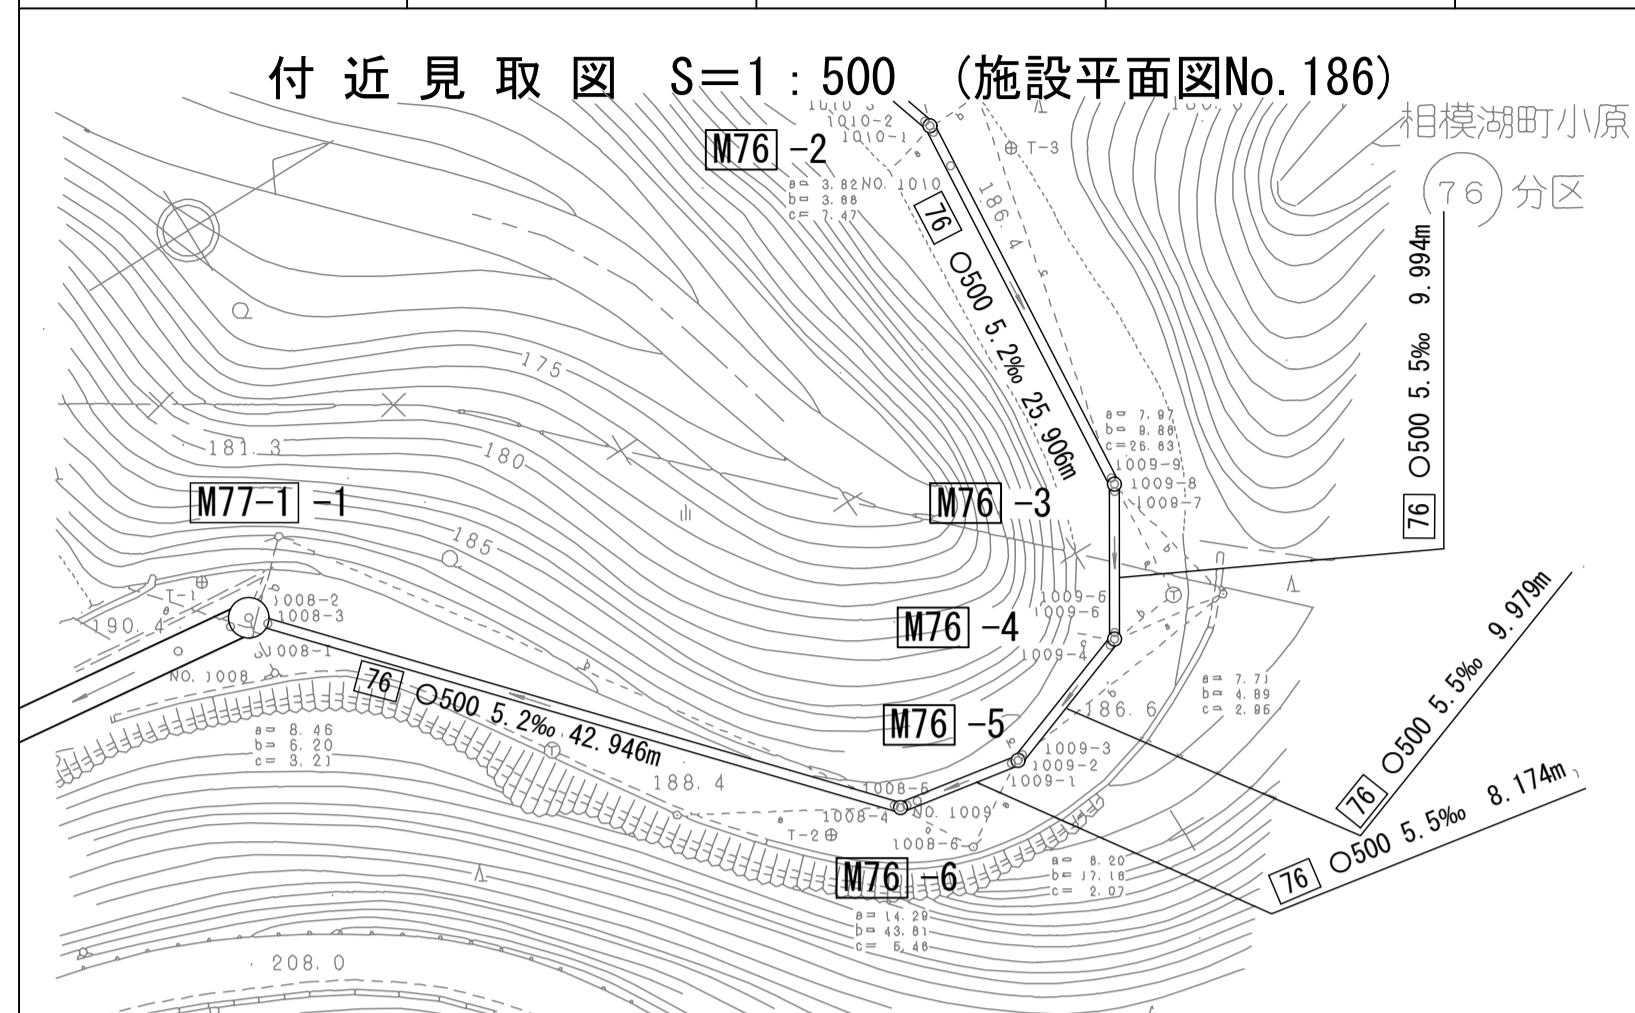 付近見取図 S=1:500 (施設平面図No.186)
相模湖町小原
76 分区
1010-2
1010-1
M76 -2
T-3
a= 3.82 NO. 1010
b= 3.88
c= 7.47
186.4
76 ○500 5.2‰ 25.906m
76 ○500 5.5‰ 9.994m
175
181.3
180
185
a= 7.97
b= 9.88
c=26.83
1009-9
1009-8
1009-7
M77-1 -1
M76 -3
T-1
1008-2
1008-3
190.4
1008-1
NO. 1008
1009-5
1009-6
M76 -4
1009-4
76 ○500 5.2‰ 42.946m
a= 8.46
b= 6.20
c= 3.21
M76 -5
186.6
a= 7.71
b= 4.89
c= 2.86
76 ○500 5.5‰ 9.979m
1009-3
1009-2
1009-1
188.4
1008-4
NO. 1009
T-2
1008-6
76 ○500 5.5‰ 8.174m
M76 -6
a= 8.20
b=17.18
c= 2.07
a= 14.29
b= 43.81
c= 5.46
208.0